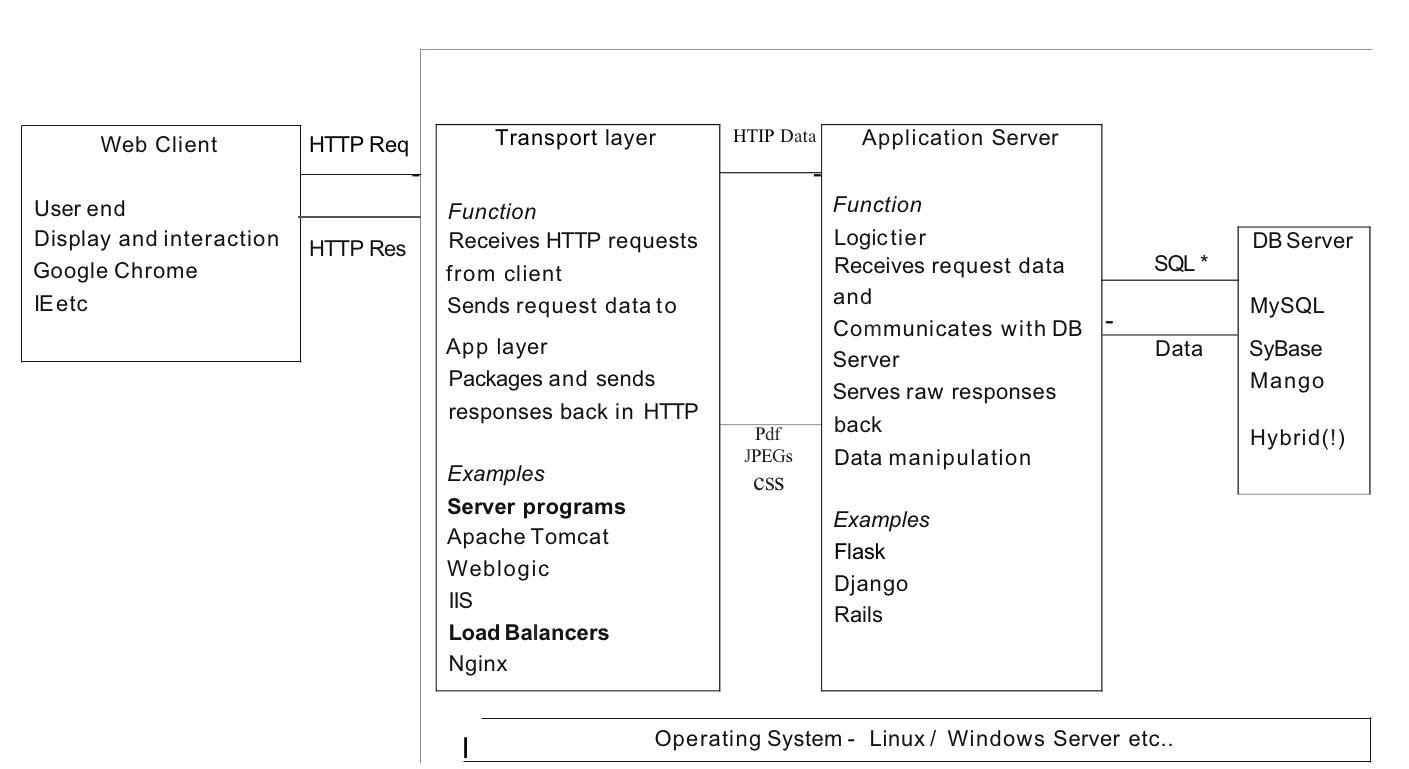 Web Client
User end
Display and interaction
Google Chrome
IE etc
HTTP Req
HTTP Res
Transport layer
Function
Receives HTTP requests
from client
Sends request data to
App layer
Packages and sends
responses back in HTTP
Examples
Server programs
Apache Tomcat
Weblogic
IIS
Load Balancers
Nginx
HTIP Data
Pdf
JPEGs
css
Application Server
Function
Logic tier
Receives request data
and
Communicates with DB
Server
Serves raw responses
back
Data manipulation
Examples
Flask
Django
Rails
SQL *
Data
DB Server
MySQL
SyBase
Mango
Hybrid(!)
Operating System - Linux / Windows Server etc..